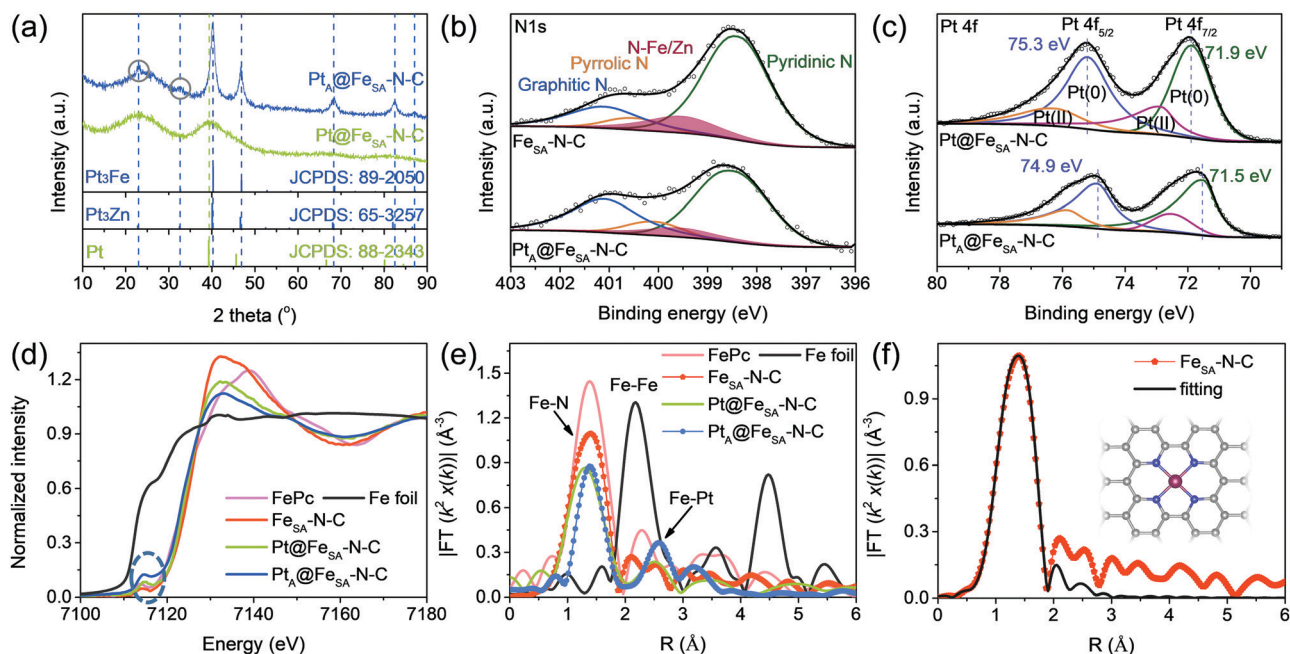 (a)
Pt_A@Fe_SA-N-C
Pt@Fe_SA-N-C
Pt₃Fe JCPDS: 89-2050
Pt₃Zn JCPDS: 65-3257
Pt JCPDS: 88-2343
10 20 30 40 50 60 70 80 90
2 theta (°)
Intensity (a.u.)
(b)
N1s
N-Fe/Zn
Pyrrolic N
Graphitic N
Pyridinic N
Fe_SA-N-C
Pt_A@Fe_SA-N-C
403 402 401 400 399 398 397 396
Binding energy (eV)
Intensity (a.u.)
(c)
Pt 4f
Pt 4f_5/2
Pt 4f_7/2
75.3 eV
71.9 eV
Pt(0)
Pt(0)
Pt(II)
Pt(II)
Pt@Fe_SA-N-C
74.9 eV
71.5 eV
Pt_A@Fe_SA-N-C
80 78 76 74 72 70
Binding energy (eV)
Intensity (a.u.)
(d)
FePc Fe foil
Fe_SA-N-C
Pt@Fe_SA-N-C
Pt_A@Fe_SA-N-C
0.0 0.3 0.6 0.9 1.2
7100 7120 7140 7160 7180
Energy (eV)
Normalized intensity
(e)
FePc Fe foil
Fe_SA-N-C
Pt@Fe_SA-N-C
Pt_A@Fe_SA-N-C
Fe-N
Fe-Fe
Fe-Pt
0.0 0.3 0.6 0.9 1.2 1.5
0 1 2 3 4 5 6
R (Å)
|FT (k² x(k))| (Å⁻³)
(f)
Fe_SA-N-C
fitting
0.0 0.3 0.6 0.9
0 1 2 3 4 5 6
R (Å)
|FT (k² x(k))| (Å⁻³)